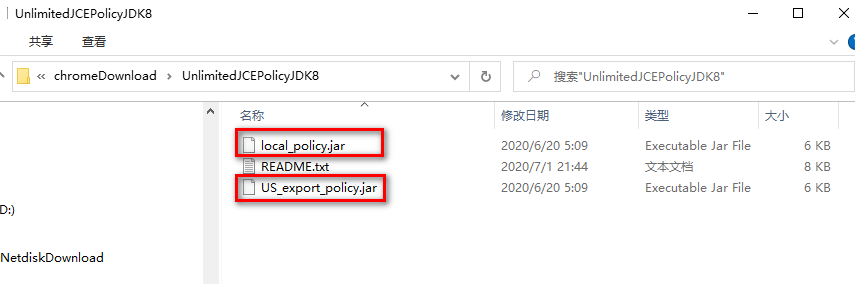 UnlimitedJCEPolicyJDK8
共享 查看
« chromeDownload › UnlimitedJCEPolicyJDK8
搜索"UnlimitedJCEPolicyJDK8"
名称 修改日期 类型 大小
local_policy.jar 2020/6/20 5:09 Executable Jar File 6 KB
README.txt 2020/7/1 21:44 文本文档 8 KB
US_export_policy.jar 2020/6/20 5:09 Executable Jar File 6 KB
D:)
NetdiskDownload